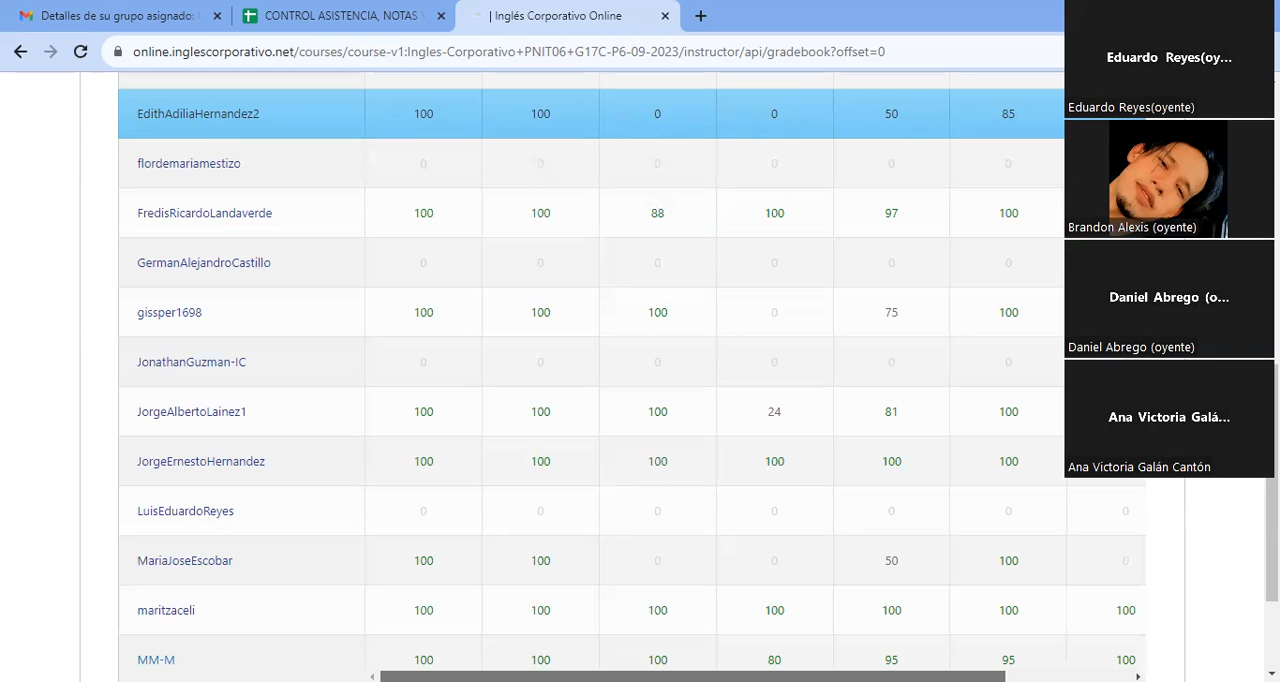 Detalles de su grupo asignado:
CONTROL ASISTENCIA, NOTAS Y
| Inglés Corporativo Online
online.inglescorporativo.net/courses/course-v1:Ingles-Corporativo+PNIT06+G17C-P6-09-2023/instructor/api/gradebook?offset=0
EdithAdiliaHernandez2 100 100 0 0 50 85
flordemariamestizo 0 0 0 0 0 0
FredisRicardoLandaverde 100 100 88 100 97 100
GermanAlejandroCastillo 0 0 0 0 0 0
gissper1698 100 100 100 0 75 100
JonathanGuzman-IC 0 0 0 0 0 0
JorgeAlbertoLainez1 100 100 100 24 81 100
JorgeErnestoHernandez 100 100 100 100 100 100
LuisEduardoReyes 0 0 0 0 0 0 0
MariaJoseEscobar 100 100 0 0 50 100 0
maritzaceli 100 100 100 100 100 100 100
MM-M 100 100 100 80 95 95 100
Eduardo Reyes(oy...
Eduardo Reyes(oyente)
Brandon Alexis (oyente)
Daniel Abrego (o...
Daniel Abrego (oyente)
Ana Victoria Galá...
Ana Victoria Galán Cantón